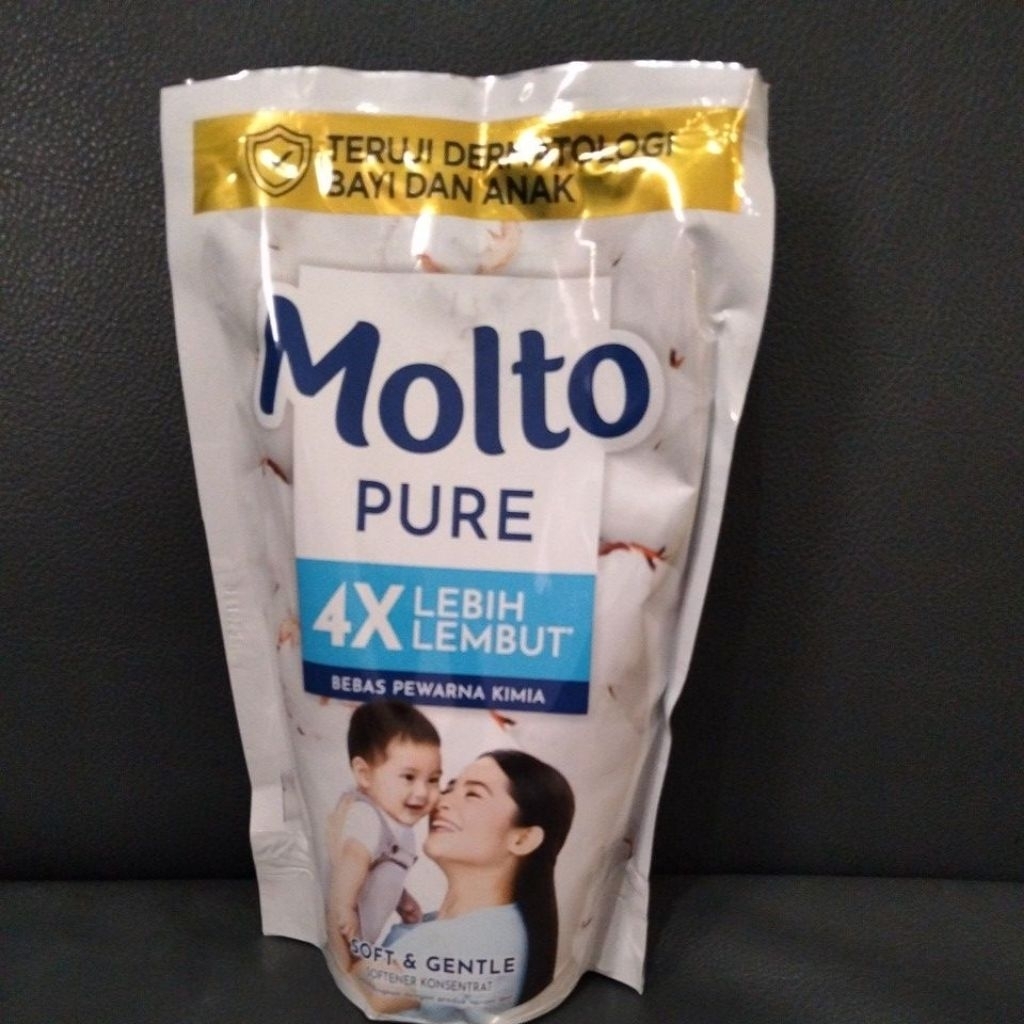 TERUJI DERMATOLOGI
BAYI DAN ANAK
Molto
PURE
4X LEBIH
LEMBUT*
BEBAS PEWARNA KIMIA
SOFT & GENTLE
SOFTENER KONSENTRAT